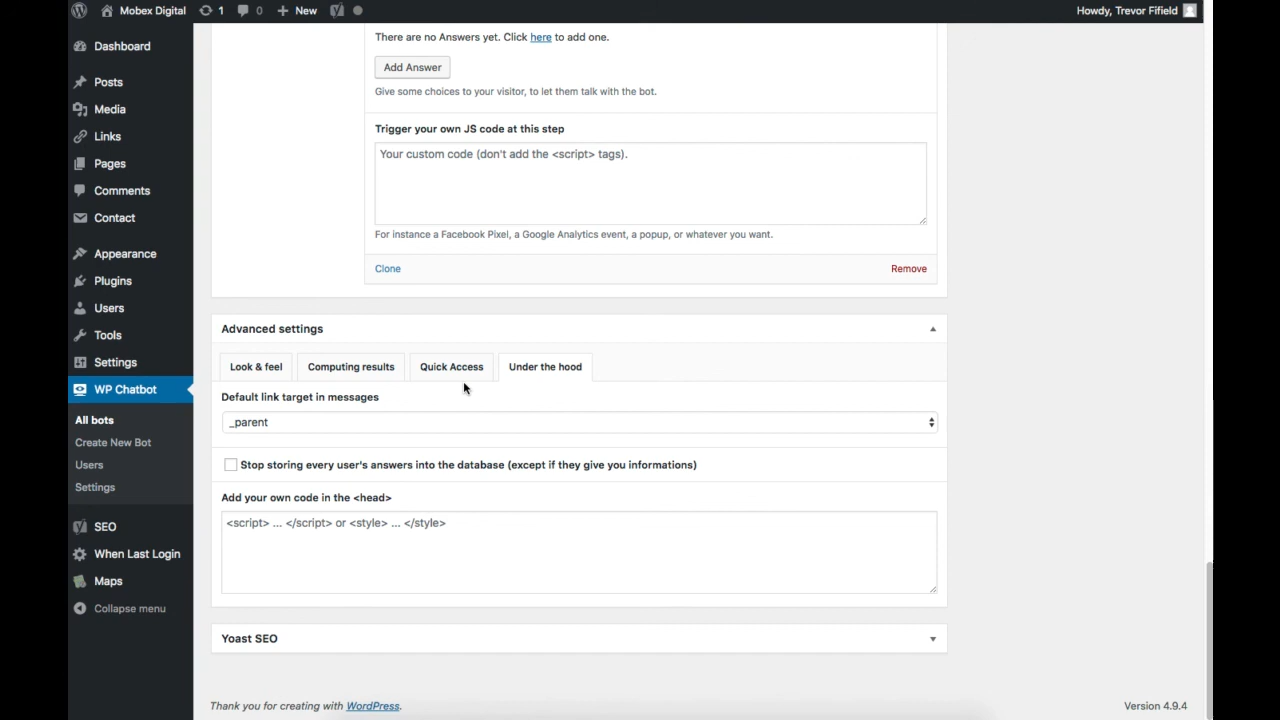 Mobex Digital 1 0 New Howdy, Trevor Fifield
Dashboard
Posts
Media
Links
Pages
Comments
Contact
Appearance
Plugins
Users
Tools
Settings
WP Chatbot
All bots
Create New Bot
Users
Settings
SEO
When Last Login
Maps
Collapse menu
There are no Answers yet. Click here to add one.
Add Answer
Give some choices to your visitor, to let them talk with the bot.
Trigger your own JS code at this step
Your custom code (don't add the <script> tags).
For instance a Facebook Pixel, a Google Analytics event, a popup, or whatever you want.
Clone Remove
Advanced settings
Look & feel Computing results Quick Access Under the hood
Default link target in messages
_parent
Stop storing every user's answers into the database (except if they give you informations)
Add your own code in the <head>
<script> ... </script> or <style> ... </style>
Yoast SEO
Thank you for creating with WordPress. Version 4.9.4